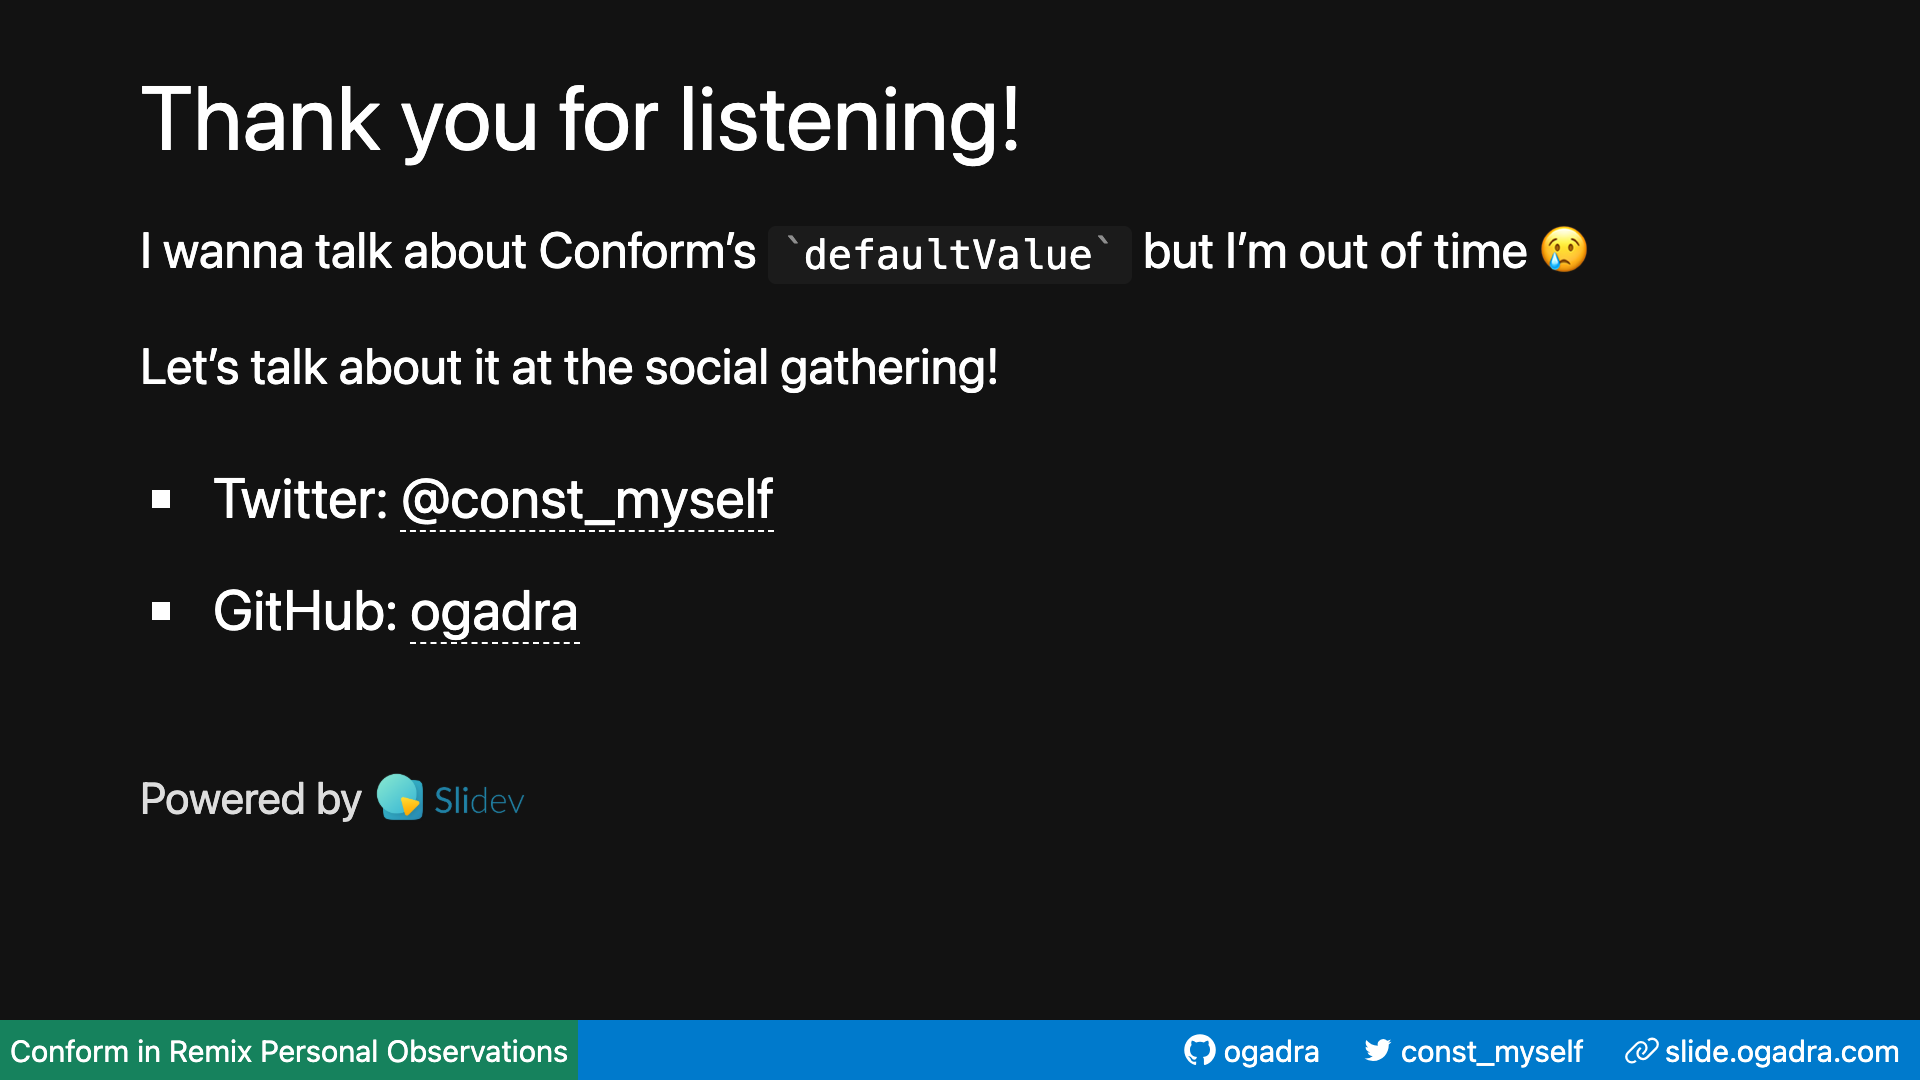 Thank you for listening!
I wanna talk about Conform’s `defaultValue` but I’m out of time 😢
Let’s talk about it at the social gathering!
▪ Twitter: @const_myself
▪ GitHub: ogadra
Powered by Slidev
Conform in Remix Personal Observations ogadra const_myself slide.ogadra.com